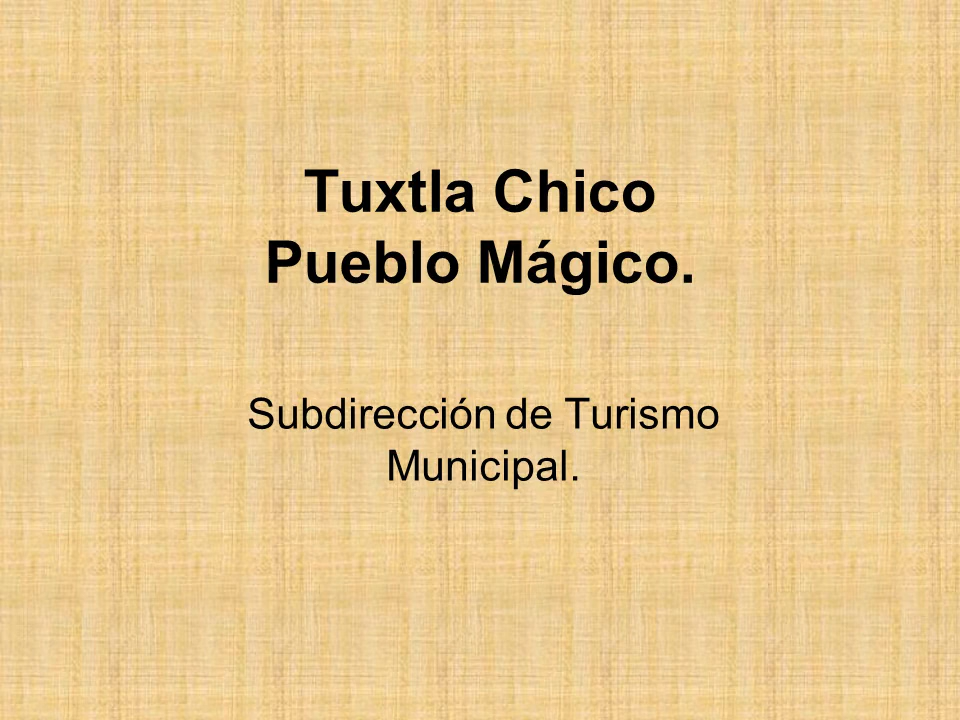 Tuxtla Chico
Pueblo Mágico.
Subdirección de Turismo
Municipal.